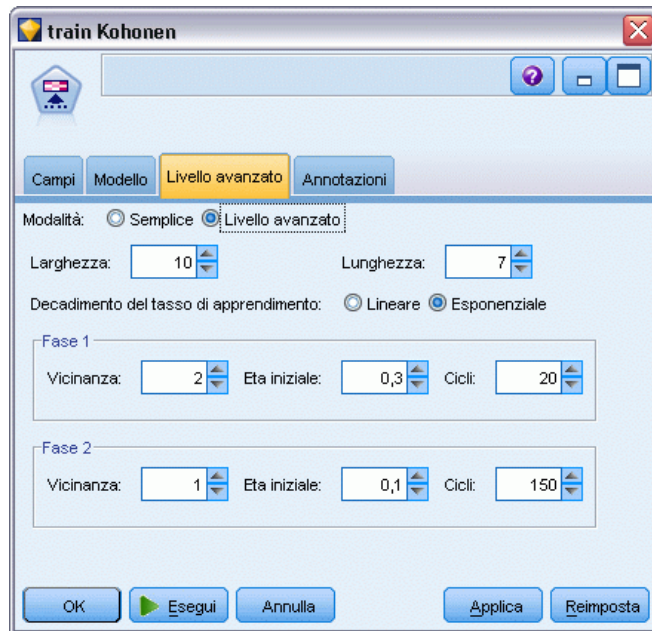 train Kohonen
?
Campi Modello Livello avanzato Annotazioni
Modalità: Semplice Livello avanzato
Larghezza: 10 Lunghezza: 7
Decadimento del tasso di apprendimento: Lineare Esponenziale
Fase 1
Vicinanza: 2 Eta iniziale: 0,3 Cicli: 20
Fase 2
Vicinanza: 1 Eta iniziale: 0,1 Cicli: 150
OK Esegui Annulla Applica Reimposta